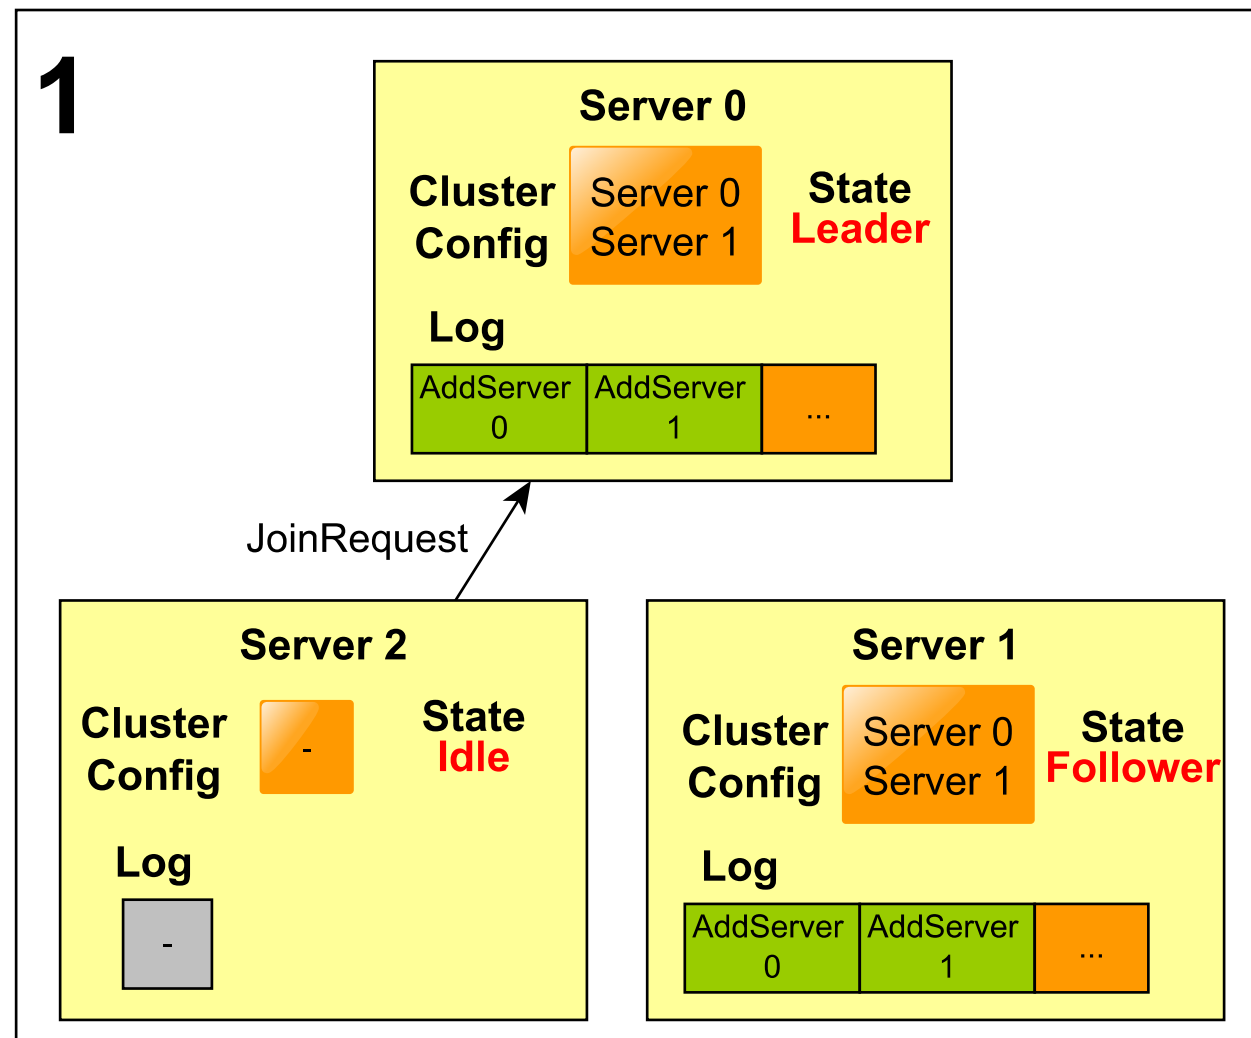 1
Server 0
Cluster
Config
Server 0
Server 1
State
Leader
Log
AddServer
0
AddServer
1
...
JoinRequest
Server 2
Cluster
Config
-
State
Idle
Log
-
Server 1
Cluster
Config
Server 0
Server 1
State
Follower
Log
AddServer
0
AddServer
1
...